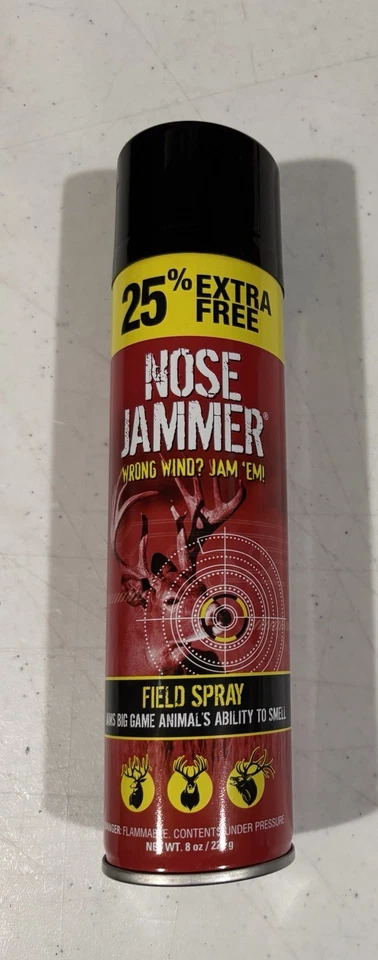 25% EXTRA
FREE
NOSE
JAMMER®
WRONG WIND? JAM 'EM!
FIELD SPRAY
BIG GAME ANIMAL'S ABILITY TO SMELL
FLAMMABLE. CONTENTS UNDER PRESSURE.
NET WT. 8 oz /